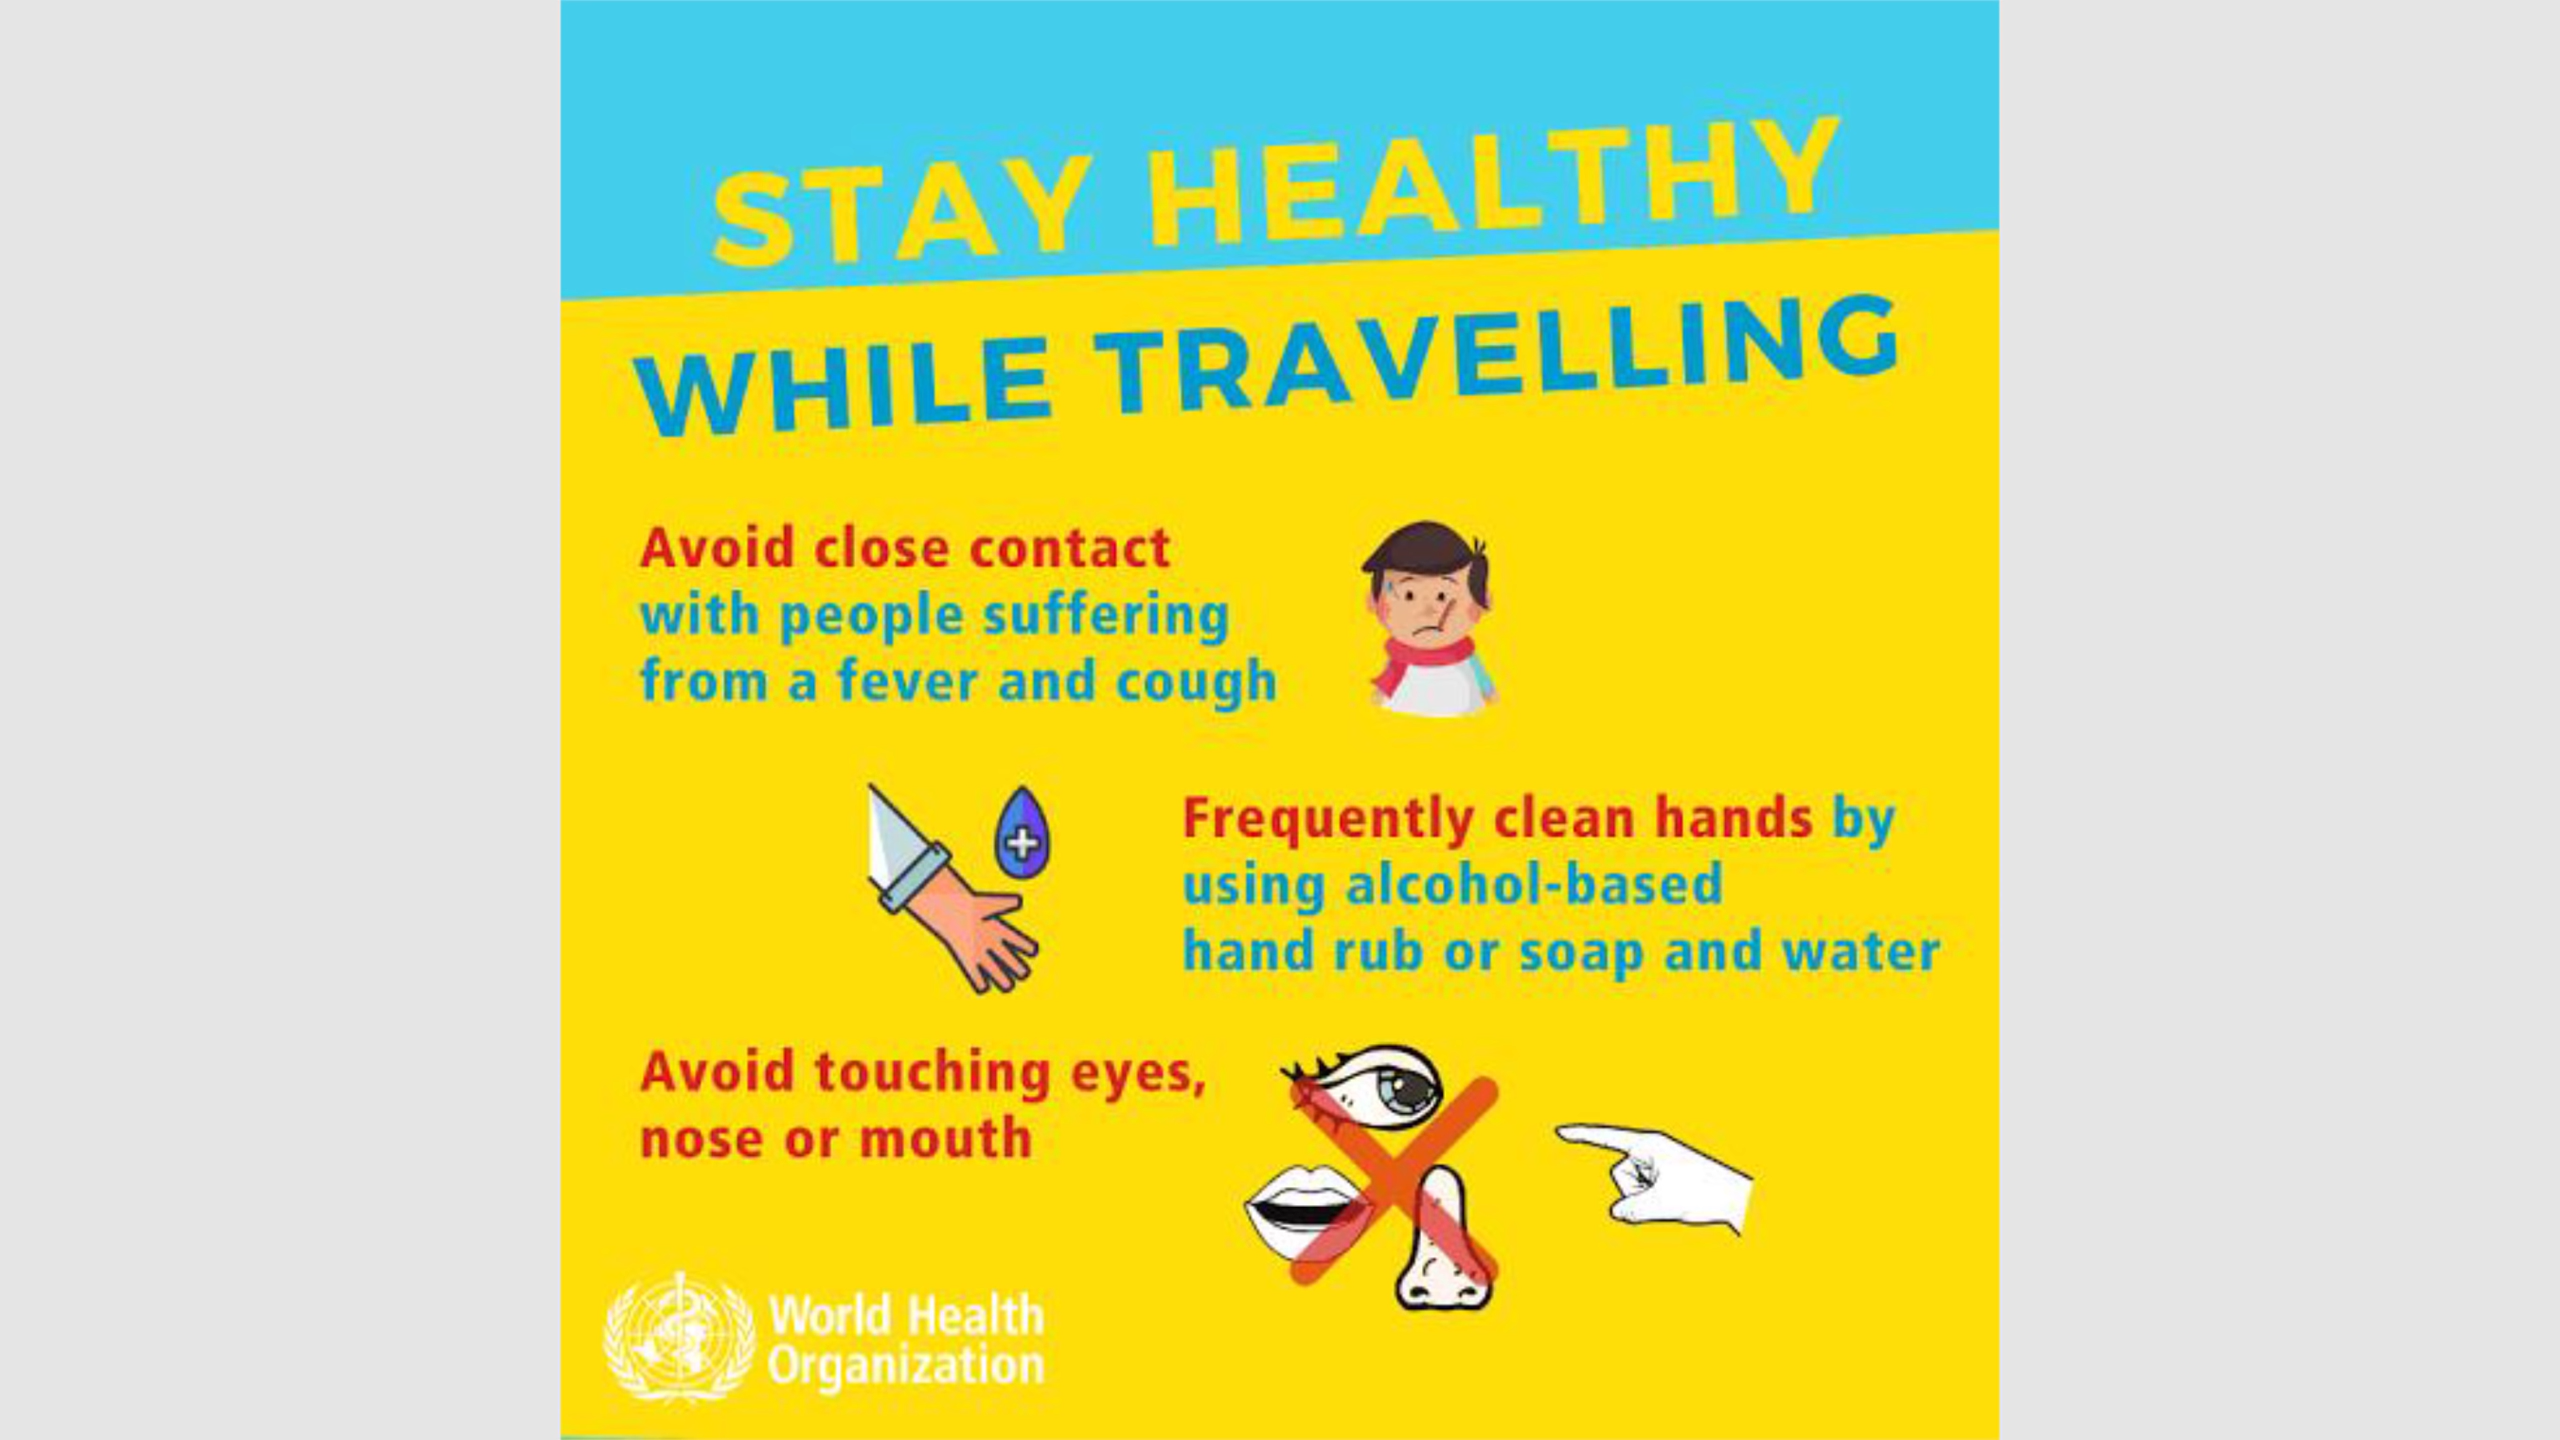 STAY HEALTHY
WHILE TRAVELLING
Avoid close contact
with people suffering
from a fever and cough
Frequently clean hands by
using alcohol-based
hand rub or soap and water
Avoid touching eyes,
nose or mouth
World Health
Organization